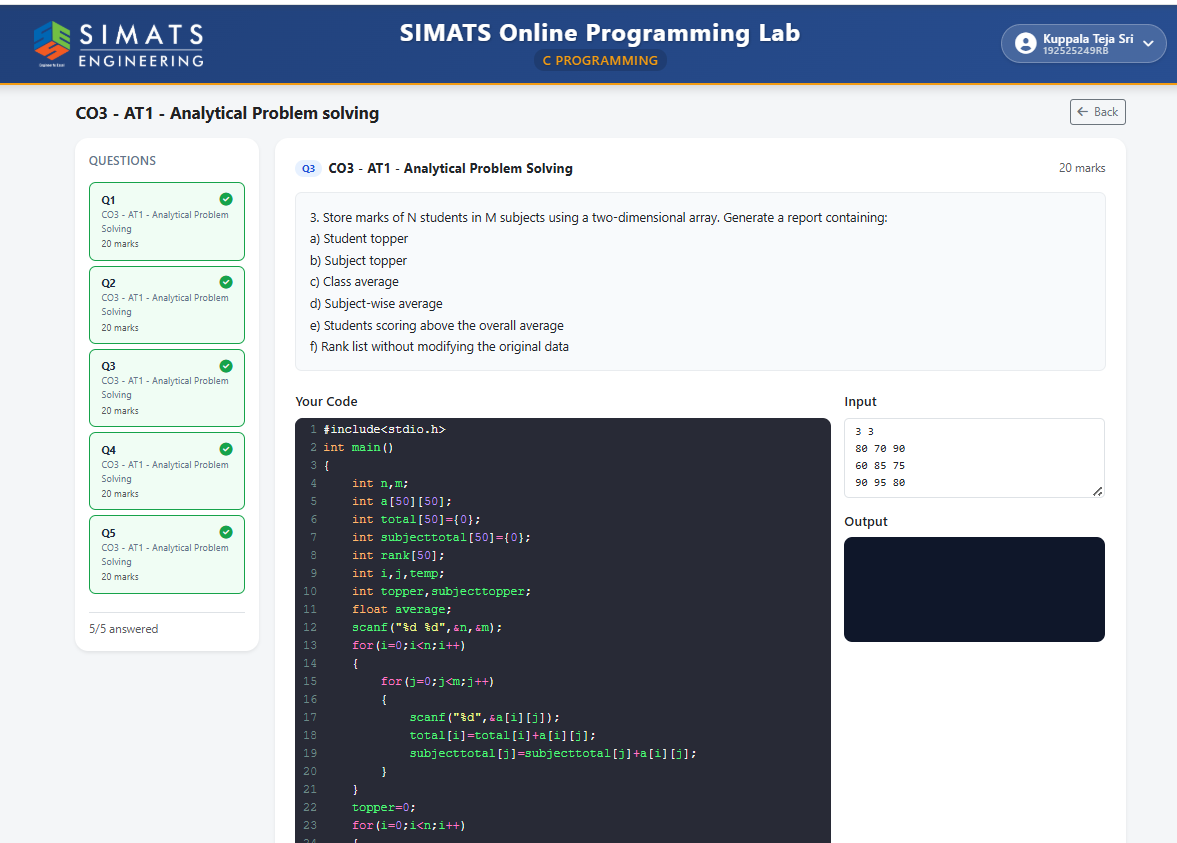 SIMATS
ENGINEERING
SIMATS Online Programming Lab
C PROGRAMMING
Kuppala Teja Sri
192525249RB
CO3 - AT1 - Analytical Problem solving
← Back
QUESTIONS
Q1
CO3 - AT1 - Analytical Problem
Solving
20 marks
Q2
CO3 - AT1 - Analytical Problem
Solving
20 marks
Q3
CO3 - AT1 - Analytical Problem
Solving
20 marks
Q4
CO3 - AT1 - Analytical Problem
Solving
20 marks
Q5
CO3 - AT1 - Analytical Problem
Solving
20 marks
5/5 answered
Q3 CO3 - AT1 - Analytical Problem Solving
20 marks
3. Store marks of N students in M subjects using a two-dimensional array. Generate a report containing:
a) Student topper
b) Subject topper
c) Class average
d) Subject-wise average
e) Students scoring above the overall average
f) Rank list without modifying the original data
Your Code
1 #include<stdio.h>
2 int main()
3 {
4     int n,m;
5     int a[50][50];
6     int total[50]={0};
7     int subjecttotal[50]={0};
8     int rank[50];
9     int i,j,temp;
10     int topper,subjecttopper;
11     float average;
12     scanf("%d %d",&n,&m);
13     for(i=0;i<n;i++)
14     {
15         for(j=0;j<m;j++)
16         {
17             scanf("%d",&a[i][j]);
18             total[i]=total[i]+a[i][j];
19             subjecttotal[j]=subjecttotal[j]+a[i][j];
20         }
21     }
22     topper=0;
23     for(i=0;i<n;i++)
24     {
Input
3 3
80 70 90
60 85 75
90 95 80
Output